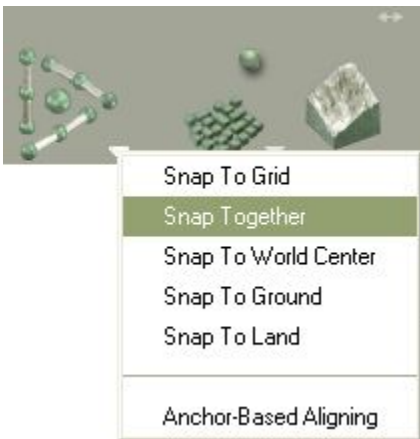 Snap To Grid
Snap Together
Snap To World Center
Snap To Ground
Snap To Land
Anchor-Based Aligning